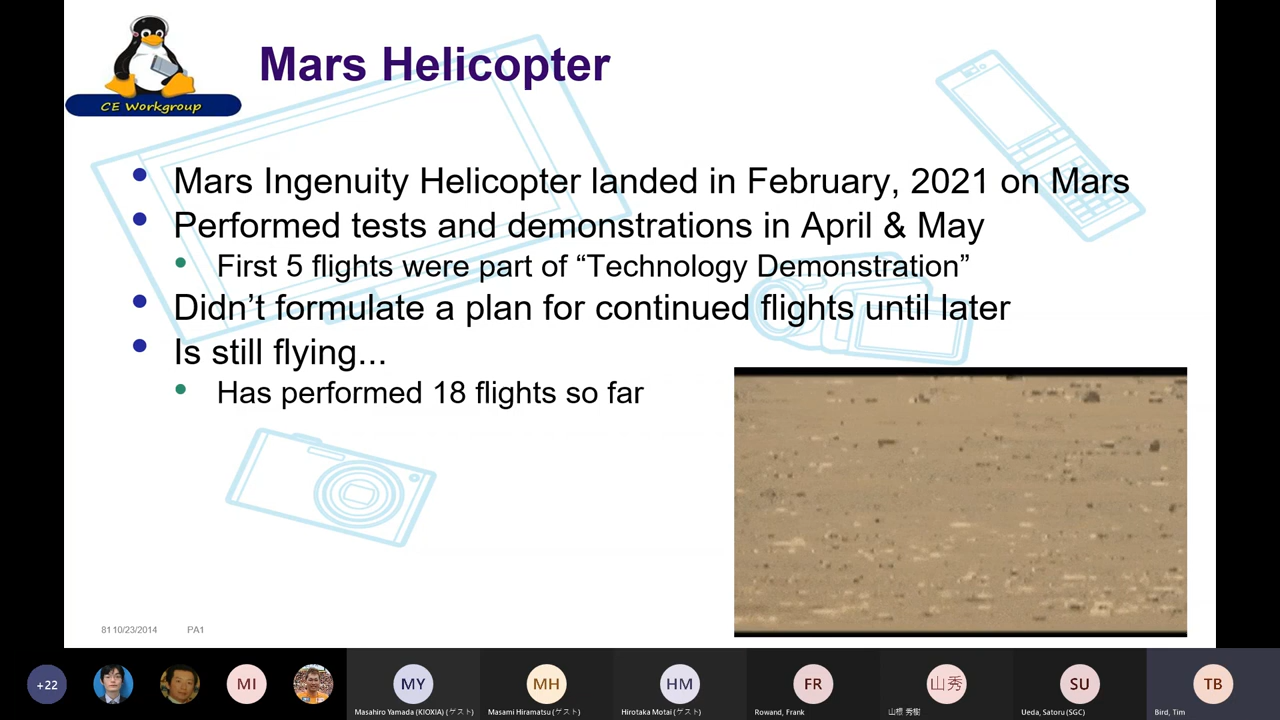 CE Workgroup
Mars Helicopter
Mars Ingenuity Helicopter landed in February, 2021 on Mars
Performed tests and demonstrations in April & May
First 5 flights were part of “Technology Demonstration”
Didn’t formulate a plan for continued flights until later
Is still flying...
Has performed 18 flights so far
81 10/23/2014 PA1
+22
MI
MY
MH
HM
FR
山秀
SU
TB
Masahiro Yamada (KIOXIA) (ゲスト)
Masami Hiramatsu (ゲスト)
Hirotaka Motai (ゲスト)
Rowand, Frank
山根 秀樹
Ueda, Satoru (SGC)
Bird, Tim